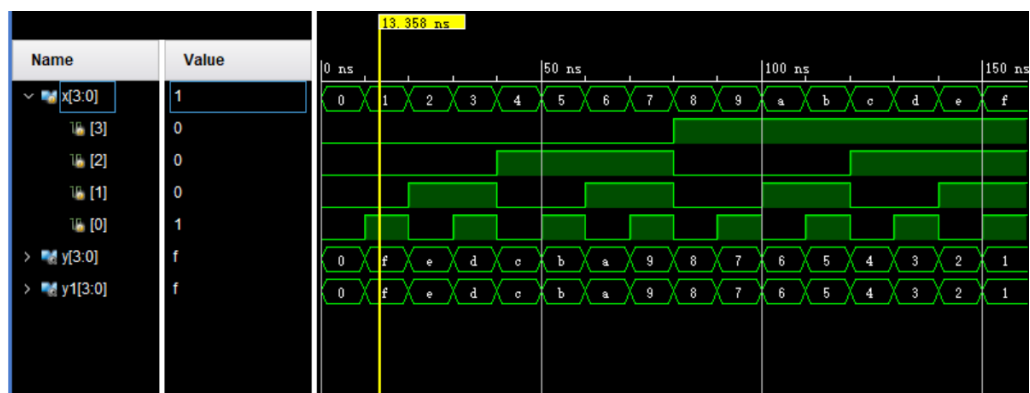 13.358 ns
Name Value
0 ns 50 ns 100 ns 150 ns
x[3:0] 1 0 1 2 3 4 5 6 7 8 9 a b c d e f
[3] 0
[2] 0
[1] 0
[0] 1
y[3:0] f 0 f e d c b a 9 8 7 6 5 4 3 2 1
y1[3:0] f 0 f e d c b a 9 8 7 6 5 4 3 2 1